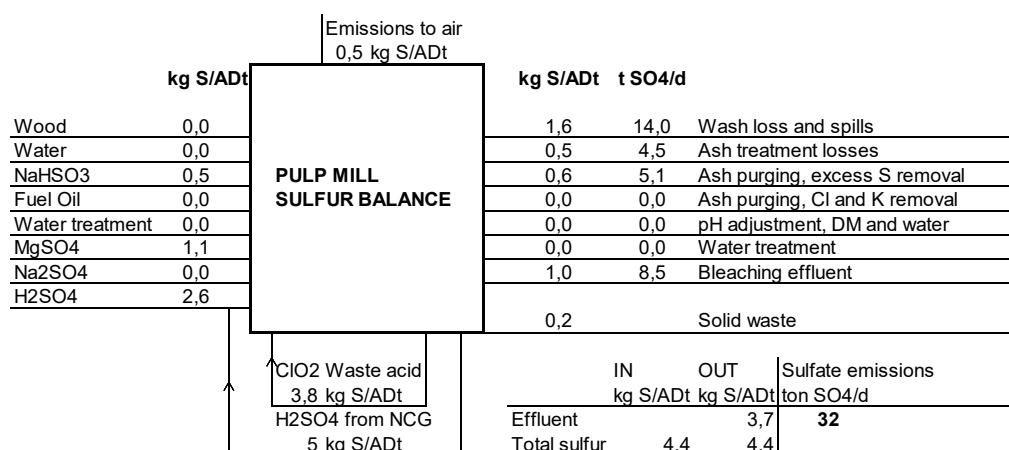 Emissions to air
0,5 kg S/ADt
kg S/ADt kg S/ADt t SO4/d
Wood 0,0 1,6 14,0 Wash loss and spills
Water 0,0 0,5 4,5 Ash treatment losses
NaHSO3 0,5 PULP MILL 0,6 5,1 Ash purging, excess S removal
Fuel Oil 0,0 SULFUR BALANCE 0,0 0,0 Ash purging, Cl and K removal
Water treatment 0,0 0,0 0,0 pH adjustment, DM and water
MgSO4 1,1 0,0 0,0 Water treatment
Na2SO4 0,0 1,0 8,5 Bleaching effluent
H2SO4 2,6
0,2 Solid waste
ClO2 Waste acid IN OUT Sulfate emissions
3,8 kg S/ADt kg S/ADt kg S/ADt ton SO4/d
H2SO4 from NCG Effluent 3,7 32
5 kg S/ADt Total sulfur 4,4 4,4